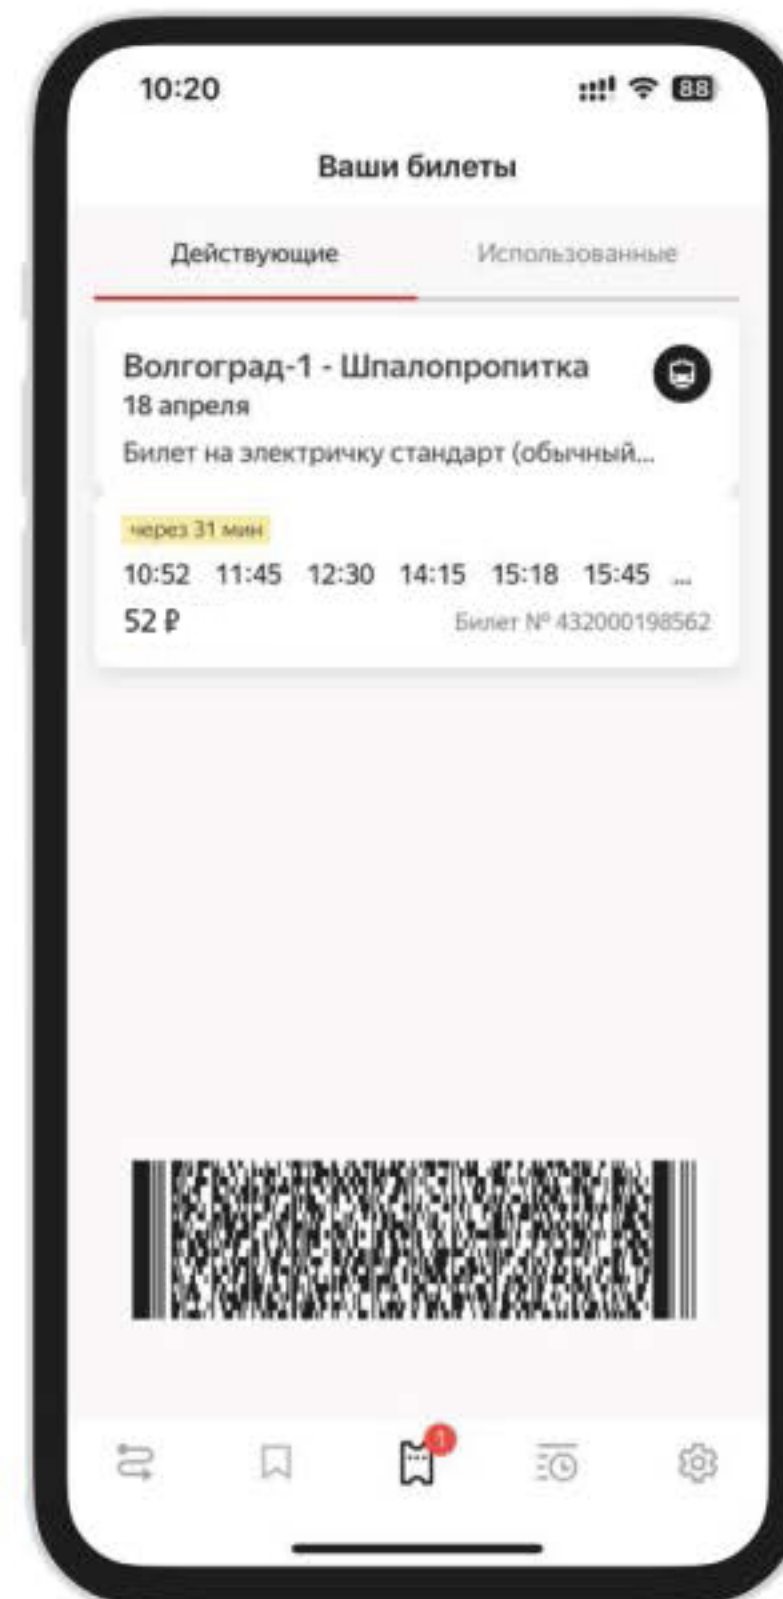 10:20
88
Ваши билеты
Действующие Использованные
Волгоград-1 - Шпалопропитка
18 апреля
Билет на электричку стандарт (обычный...
через 31 мин
10:52 11:45 12:30 14:15 15:18 15:45 ...
52 ₽ Билет № 432000198562
1